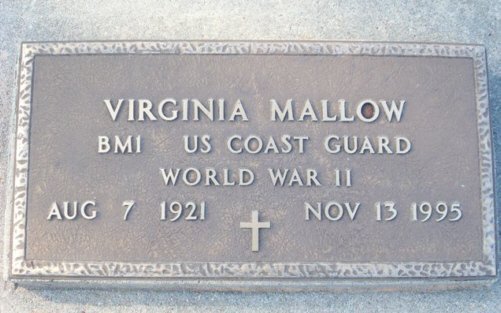 VIRGINIA MALLOW
BM1 US COAST GUARD
WORLD WAR II
AUG 7 1921 NOV 13 1995